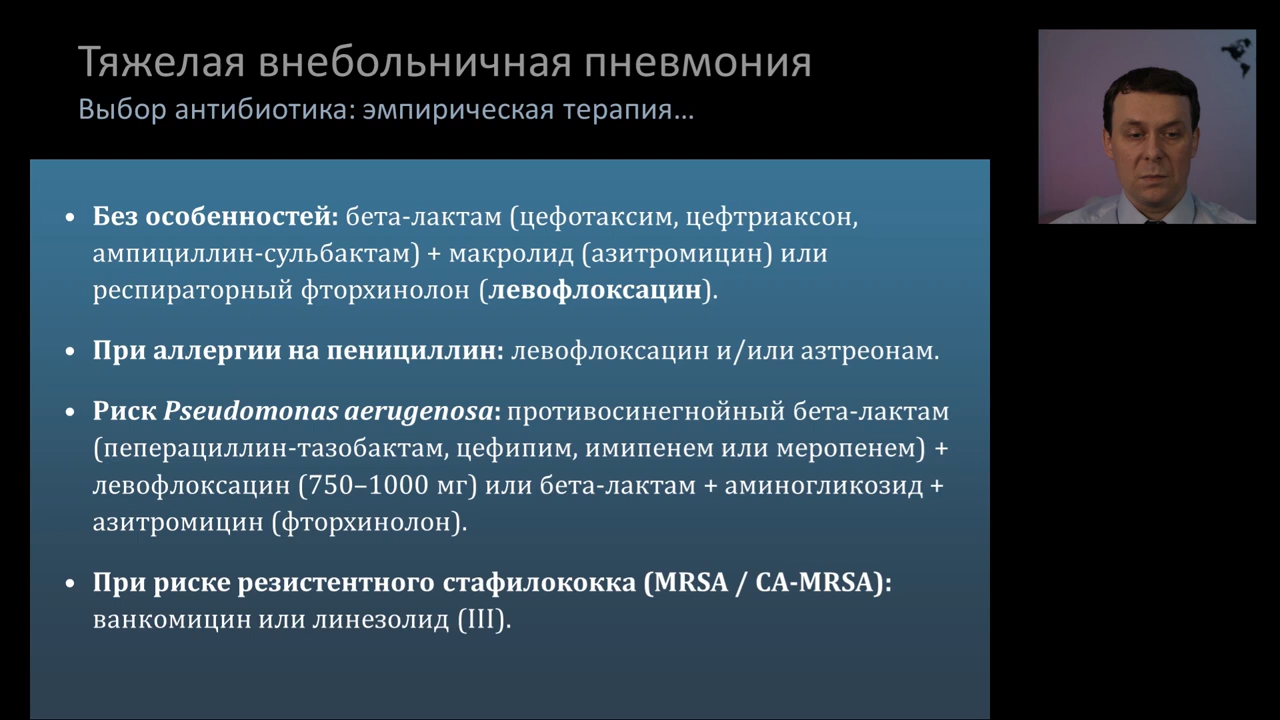 Тяжелая внебольничная пневмония
Выбор антибиотика: эмпирическая терапия...
• Без особенностей: бета-лактам (цефотаксим, цефтриаксон,
ампициллин-сульбактам) + макролид (азитромицин) или
респираторный фторхинолон (левофлоксацин).
• При аллергии на пенициллин: левофлоксацин и/или азтреонам.
• Риск Pseudomonas aerugenosa: противосинегнойный бета-лактам
(пеперациллин-тазобактам, цефипим, имипенем или меропенем) +
левофлоксацин (750–1000 мг) или бета-лактам + аминогликозид +
азитромицин (фторхинолон).
• При риске резистентного стафилококка (MRSA / CA-MRSA):
ванкомицин или линезолид (III).